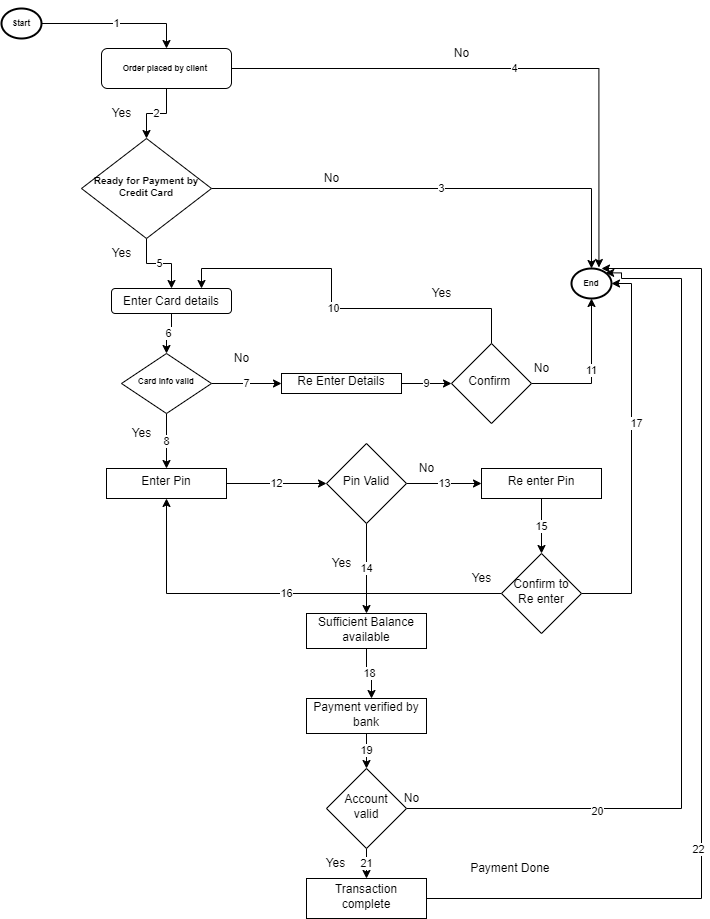 Start
1
Order placed by client
No
4
Yes
2
Ready for Payment by
Credit Card
No
3
Yes
5
Enter Card details
End
10
Yes
6
No
Card info valid
7
Re Enter Details
9
Confirm
No
11
Yes
8
17
Enter Pin
12
Pin Valid
No
13
Re enter Pin
15
Yes
14
Yes
Confirm to
Re enter
16
Sufficient Balance
available
18
Payment verified by
bank
19
Account
valid
No
20
22
Yes
21
Payment Done
Transaction
complete